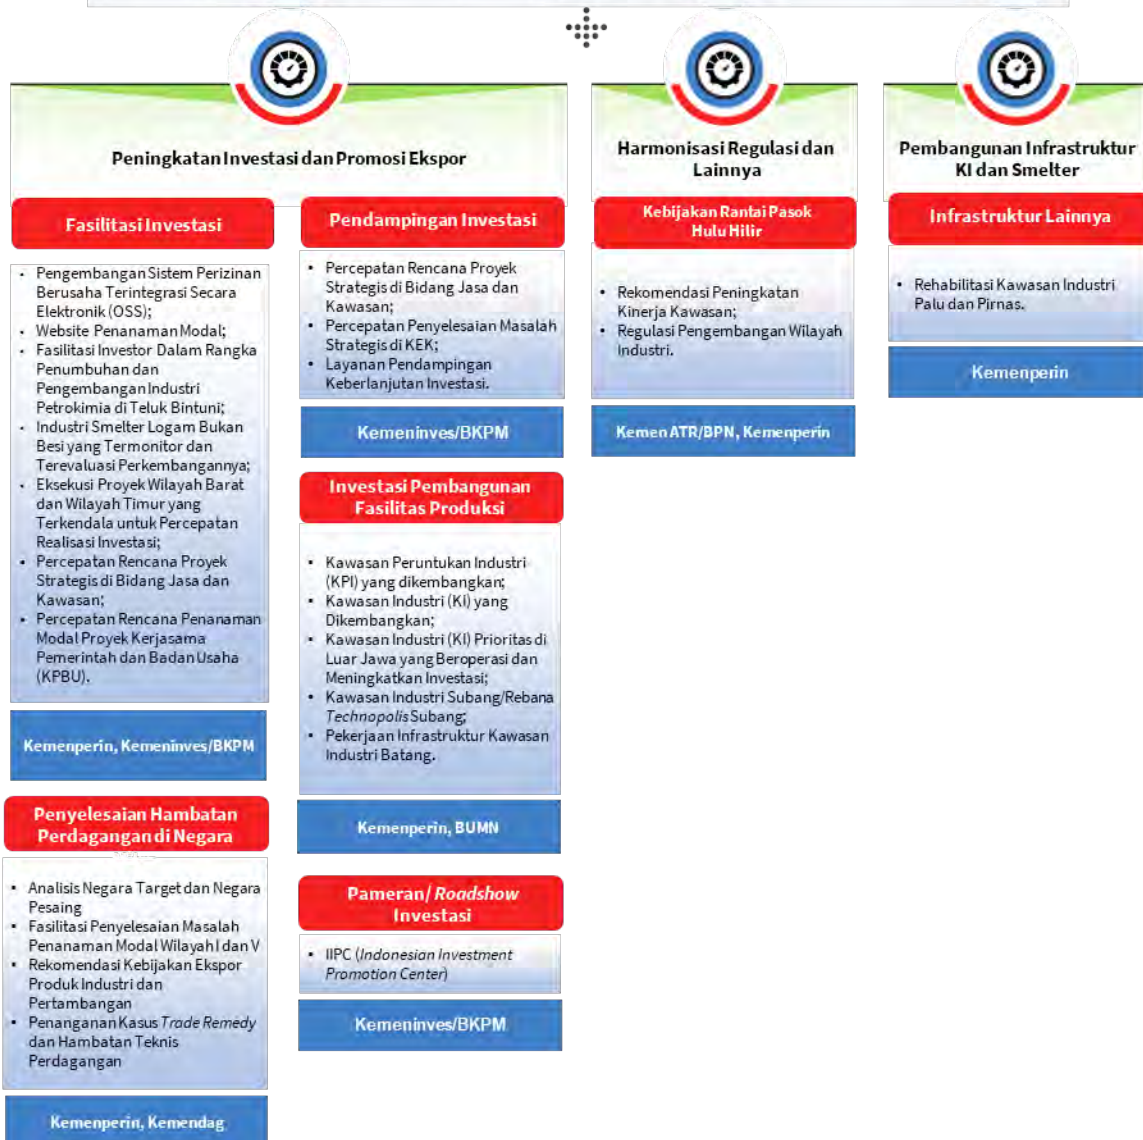 Peningkatan Investasi dan Promosi Ekspor
Fasilitasi Investasi
Pengembangan Sistem Perizinan
Berusaha Terintegrasi Secara
Elektronik (OSS);
Website Penanaman Modal;
Fasilitasi Investor Dalam Rangka
Penumbuhan dan
Pengembangan Industri
Petrokimia di Teluk Bintuni;
Industri Smelter Logam Bukan
Besi yang Termonitor dan
Terevaluasi Perkembangannya;
Eksekusi Proyek Wilayah Barat
dan Wilayah Timur yang
Terkendala untuk Percepatan
Realisasi Investasi;
Percepatan Rencana Proyek
Strategis di Bidang Jasa dan
Kawasan;
Percepatan Rencana Penanaman
Modal Proyek Kerjasama
Pemerintah dan Badan Usaha
(KPBU).
Kemenperin, Kemeninves/BKPM
Penyelesaian Hambatan
Perdagangan di Negara
Analisis Negara Target dan Negara
Pesaing
Fasilitasi Penyelesaian Masalah
Penanaman Modal Wilayah I dan V
Rekomendasi Kebijakan Ekspor
Produk Industri dan
Pertambangan
Penanganan Kasus Trade Remedy
dan Hambatan Teknis
Perdagangan
Kemenperin, Kemendag
Pendampingan Investasi
Percepatan Rencana Proyek
Strategis di Bidang Jasa dan
Kawasan;
Percepatan Penyelesaian Masalah
Strategis di KEK;
Layanan Pendampingan
Keberlanjutan Investasi.
Kemeninves/BKPM
Investasi Pembangunan
Fasilitas Produksi
Kawasan Peruntukan Industri
(KPI) yang dikembangkan;
Kawasan Industri (KI) yang
Dikembangkan;
Kawasan Industri (KI) Prioritas di
Luar Jawa yang Beroperasi dan
Meningkatkan Investasi;
Kawasan Industri Subang/Rebana
Technopolis Subang;
Pekerjaan Infrastruktur Kawasan
Industri Batang.
Kemenperin, BUMN
Pameran/ Roadshow
Investasi
IIPC (Indonesian Investment
Promotion Center)
Kemeninves/BKPM
Harmonisasi Regulasi dan
Lainnya
Kebijakan Rantai Pasok
Hulu Hilir
Rekomendasi Peningkatan
Kinerja Kawasan;
Regulasi Pengembangan Wilayah
Industri.
Kemen ATR/BPN, Kemenperin
Pembangunan Infrastruktur
KI dan Smelter
Infrastruktur Lainnya
Rehabilitasi Kawasan Industri
Palu dan Pirnas.
Kemenperin